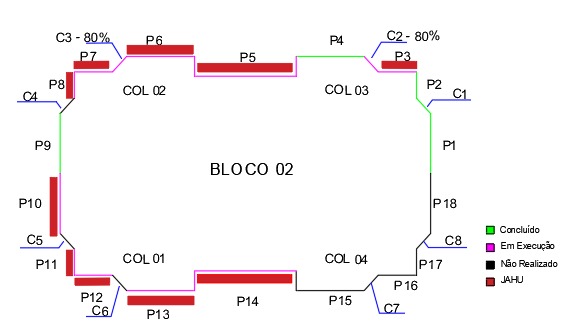 C3 - 80%
P6
P4
C2 - 80%
P7
P5
P3
P8
COL 02
COL 03
P2
C4
C1
P9
P1
BLOCO 02
P10
P18
Concluído
C5
C8
Em Execução
P11
COL 01
COL 04
P17
Não Realizado
P12
P14
P16
JAHU
C6
P13
P15
C7